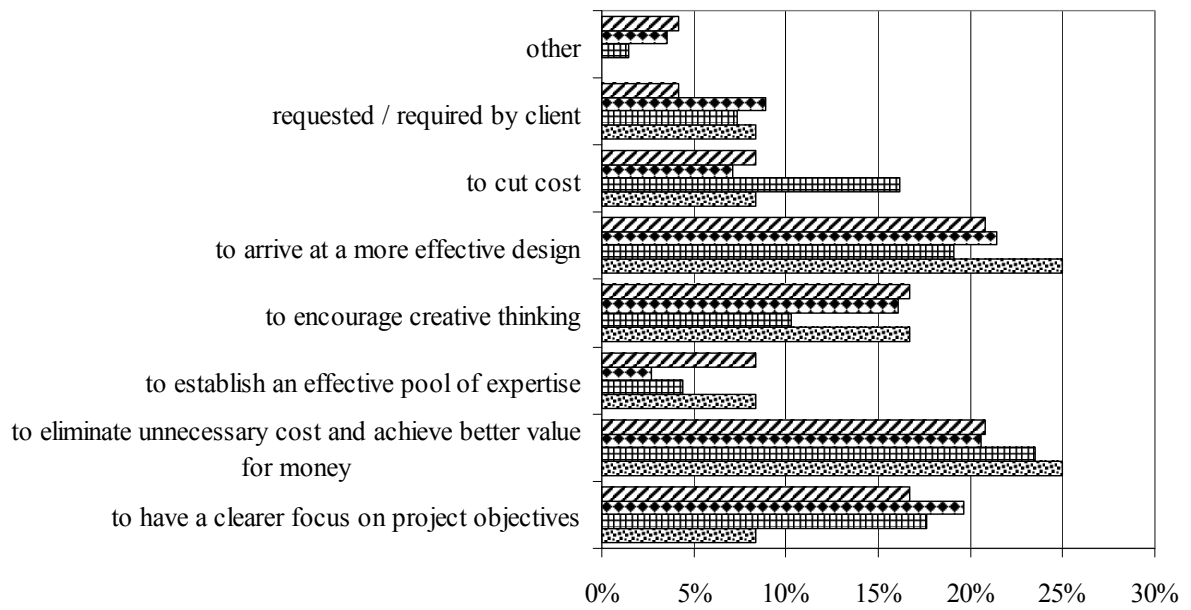 other
requested / required by client
to cut cost
to arrive at a more effective design
to encourage creative thinking
to establish an effective pool of expertise
to eliminate unnecessary cost and achieve better value
for money
to have a clearer focus on project objectives
0% 5% 10% 15% 20% 25% 30%